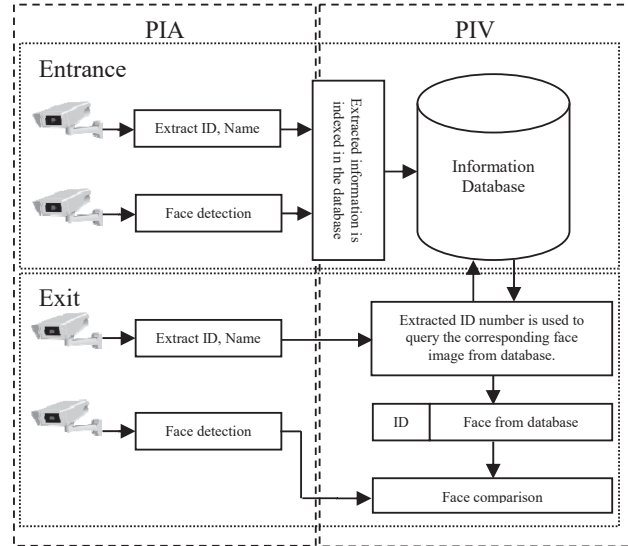 PIA
PIV
Entrance
Extract ID, Name
Face detection
Extracted information is
indexed in the database
Information
Database
Exit
Extract ID, Name
Extracted ID number is used to
query the corresponding face
image from database.
ID
Face from database
Face detection
Face comparison